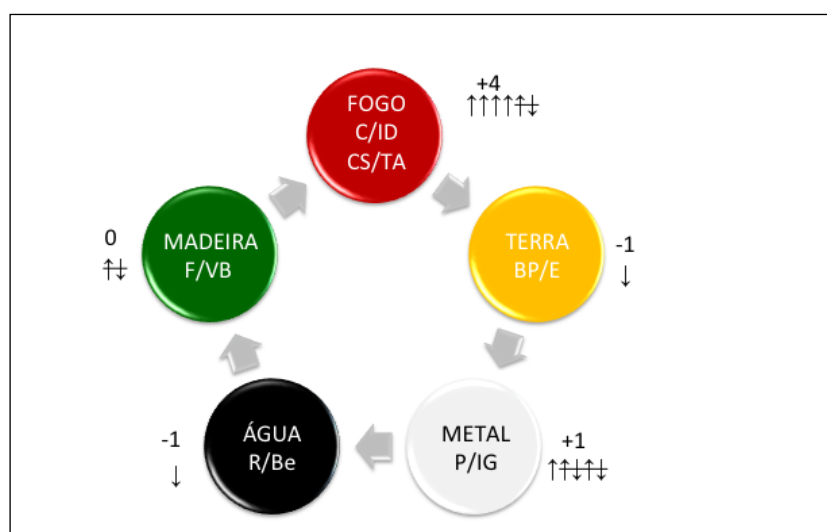 +4
↑↑↑↑↑↓
FOGO
C/ID
CS/TA
0
↑↓
MADEIRA
F/VB
TERRA
BP/E
-1
↓
-1
↓
ÁGUA
R/Be
METAL
P/IG
+1
↑↑↓↑↓